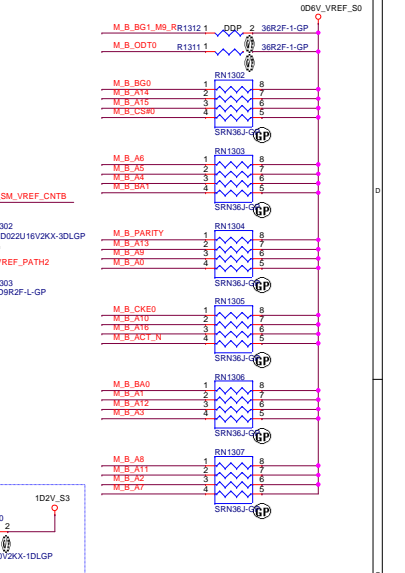 0D6V_VREF_S0
M_B_BG1_M9_R R1312 1 DDP 2 36R2F-1-GP
M_B_ODT0 R1311 1 36R2F-1-GP
RN1302
M_B_BG0 1 8
M_B_A14 2 7
M_B_A15 3 6
M_B_CS#0 4 5
SRN36J-G GP
RN1303
M_B_A6 1 8
M_B_A5 2 7
M_B_A4 3 6
M_B_BA1 4 5
SRN36J-G GP
D
SM_VREF_CNTB
302
D022U16V2KX-3DLGP
VREF_PATH2
303
D9R2F-L-GP
RN1304
M_B_PARITY 1 8
M_B_A13 2 7
M_B_A9 3 6
M_B_A0 4 5
SRN36J-G GP
RN1305
M_B_CKE0 1 8
M_B_A10 2 7
M_B_A16 3 6
M_B_ACT_N 4 5
SRN36J-G GP
RN1306
M_B_BA0 1 8
M_B_A1 2 7
M_B_A12 3 6
M_B_A3 4 5
SRN36J-G GP
RN1307
M_B_A8 1 8
M_B_A11 2 7
M_B_A2 3 6
M_B_A7 4 5
SRN36J-G GP
1D2V_S3
0
2
0V2KX-1DLGP